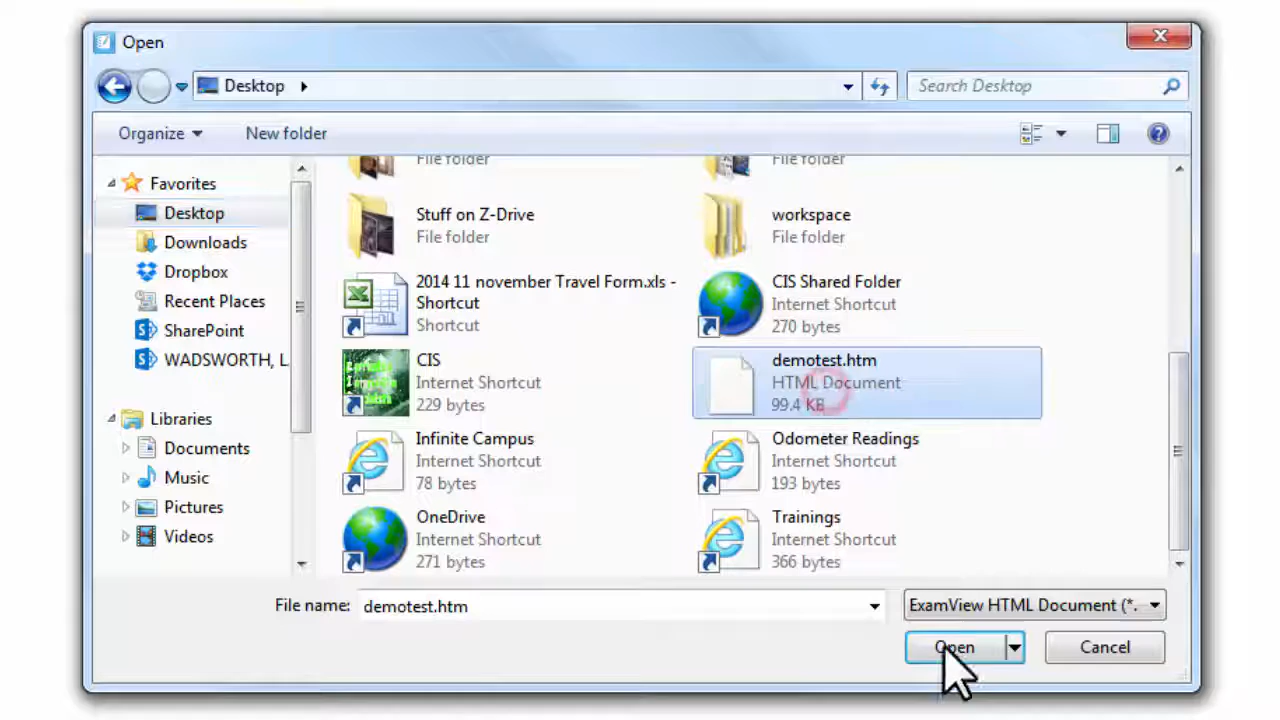 Open
Desktop
Search Desktop
Organize
New folder
Favorites
Desktop
Downloads
Dropbox
Recent Places
SharePoint
WADSWORTH, L
Libraries
Documents
Music
Pictures
Videos
File folder
File folder
Stuff on Z-Drive
File folder
workspace
File folder
2014 11 november Travel Form.xls -
Shortcut
Shortcut
CIS Shared Folder
Internet Shortcut
270 bytes
CIS
Internet Shortcut
229 bytes
demotest.htm
HTML Document
99.4 KB
Infinite Campus
Internet Shortcut
78 bytes
Odometer Readings
Internet Shortcut
193 bytes
OneDrive
Internet Shortcut
271 bytes
Trainings
Internet Shortcut
366 bytes
File name: demotest.htm
ExamView HTML Document (*.
Open
Cancel